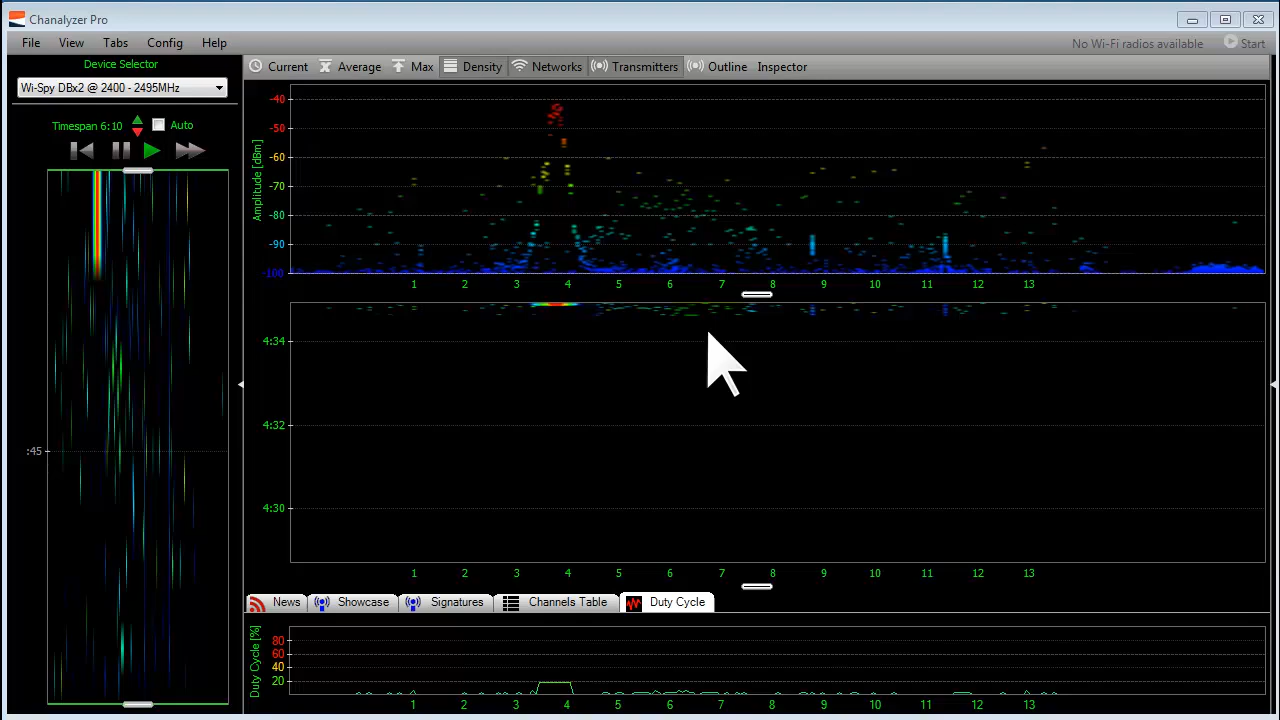 Chanalyzer Pro
File View Tabs Config Help
No Wi-Fi radios available Start
Device Selector
Wi-Spy DBx2 @ 2400 - 2495MHz
Timespan 6:10 Auto
:45
Current Average Max Density Networks Transmitters Outline Inspect
Amplitude [dBm]
-40
-50
-60
-70
-80
-90
-100
1 2 3 4 5 6 7 8 9 10 11 12 13
4:34
4:32
4:30
1 2 3 4 5 6 7 8 9 10 11 12 13
News Showcase Signatures Channels Table Duty Cycle
Duty Cycle [%]
80
60
40
20
1 2 3 4 5 6 7 8 9 10 11 12 13